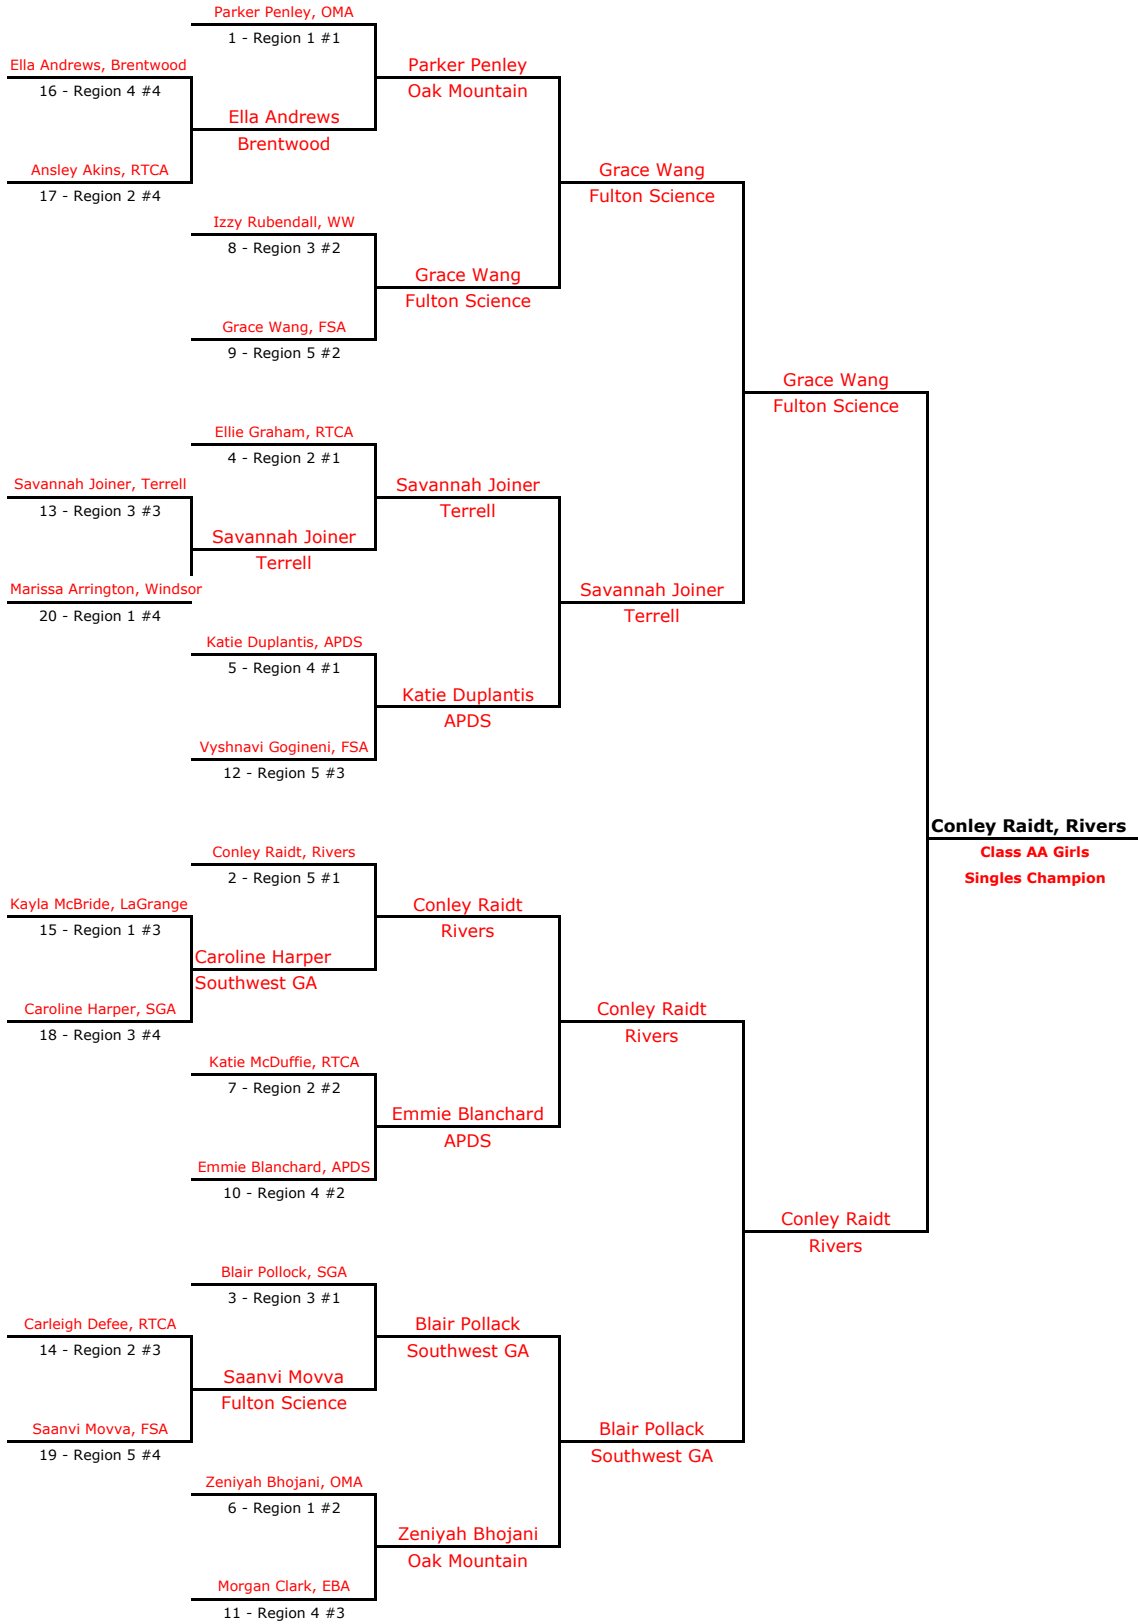 Parker Penley, OMA
1 - Region 1 #1
Ella Andrews, Brentwood
Parker Penley
16 - Region 4 #4
Oak Mountain
Ella Andrews
Brentwood
Ansley Akins, RTCA
Grace Wang
17 - Region 2 #4
Fulton Science
Izzy Rubendall, WW
8 - Region 3 #2
Grace Wang
Fulton Science
Grace Wang, FSA
9 - Region 5 #2
Grace Wang
Fulton Science
Ellie Graham, RTCA
4 - Region 2 #1
Savannah Joiner, Terrell
Savannah Joiner
13 - Region 3 #3
Terrell
Savannah Joiner
Terrell
Marissa Arrington, Windsor
Savannah Joiner
20 - Region 1 #4
Terrell
Katie Duplantis, APDS
5 - Region 4 #1
Katie Duplantis
APDS
Vyshnavi Gogineni, FSA
12 - Region 5 #3
Conley Raidt, Rivers
Class AA Girls
Singles Champion
Conley Raidt, Rivers
2 - Region 5 #1
Kayla McBride, LaGrange
Conley Raidt
15 - Region 1 #3
Rivers
Caroline Harper
Southwest GA
Caroline Harper, SGA
Conley Raidt
18 - Region 3 #4
Rivers
Katie McDuffie, RTCA
7 - Region 2 #2
Emmie Blanchard
APDS
Emmie Blanchard, APDS
10 - Region 4 #2
Conley Raidt
Rivers
Blair Pollock, SGA
3 - Region 3 #1
Carleigh Defee, RTCA
Blair Pollack
14 - Region 2 #3
Southwest GA
Saanvi Movva
Fulton Science
Saanvi Movva, FSA
Blair Pollack
19 - Region 5 #4
Southwest GA
Zeniyah Bhojani, OMA
6 - Region 1 #2
Zeniyah Bhojani
Oak Mountain
Morgan Clark, EBA
11 - Region 4 #3